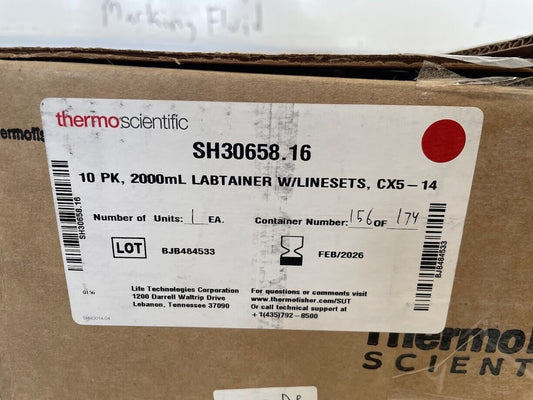 Marking Fluid
thermofis
thermo scientific
SH30658.16
10 PK, 2000mL LABTAINER W/LINESETS, CX5-14
Number of Units: 1 EA.
Container Number: 156 OF 174
LOT
BJB484533
FEB/2026
SH30658.16
BJB484533
Life Technologies Corporation
1200 Darrell Waltrip Drive
Lebanon, Tennessee 37090
For questions or comments visit
www.thermofisher.com/SUT
Or call technical support at
+1(435)792-8500
Thermofi
SCIENT